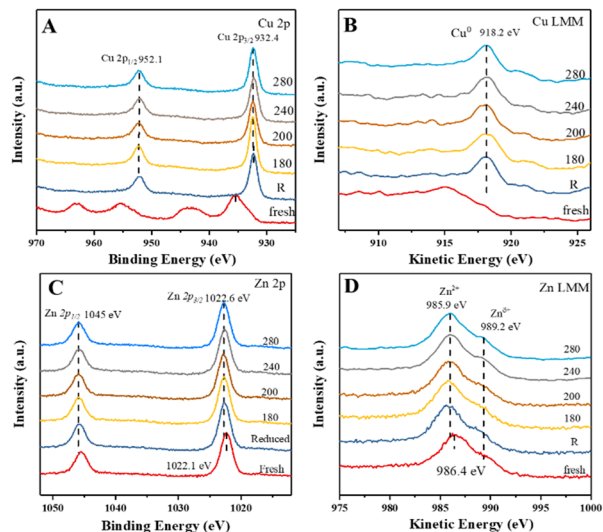 A
Cu 2p
Cu 2p3/2 932.4
Cu 2p1/2 952.1
280
240
200
180
R
fresh
Intensity (a.u.)
970 960 950 940 930
Binding Energy (eV)
B
Cu LMM
Cu0 918.2 eV
280
240
200
180
R
fresh
Intensity (a.u.)
910 915 920 925
Kinetic Energy (eV)
C
Zn 2p
Zn 2p3/2 1022.6 eV
Zn 2p1/2 1045 eV
280
240
200
180
Reduced
Fresh
1022.1 eV
Intensity (a.u.)
1050 1040 1030 1020
Binding Energy (eV)
D
Zn LMM
Zn2+
985.9 eV
Znδ+
989.2 eV
280
240
200
180
R
fresh
986.4 eV
Intensity (a.u.)
975 980 985 990 995 1000
Kinetic Energy (eV)